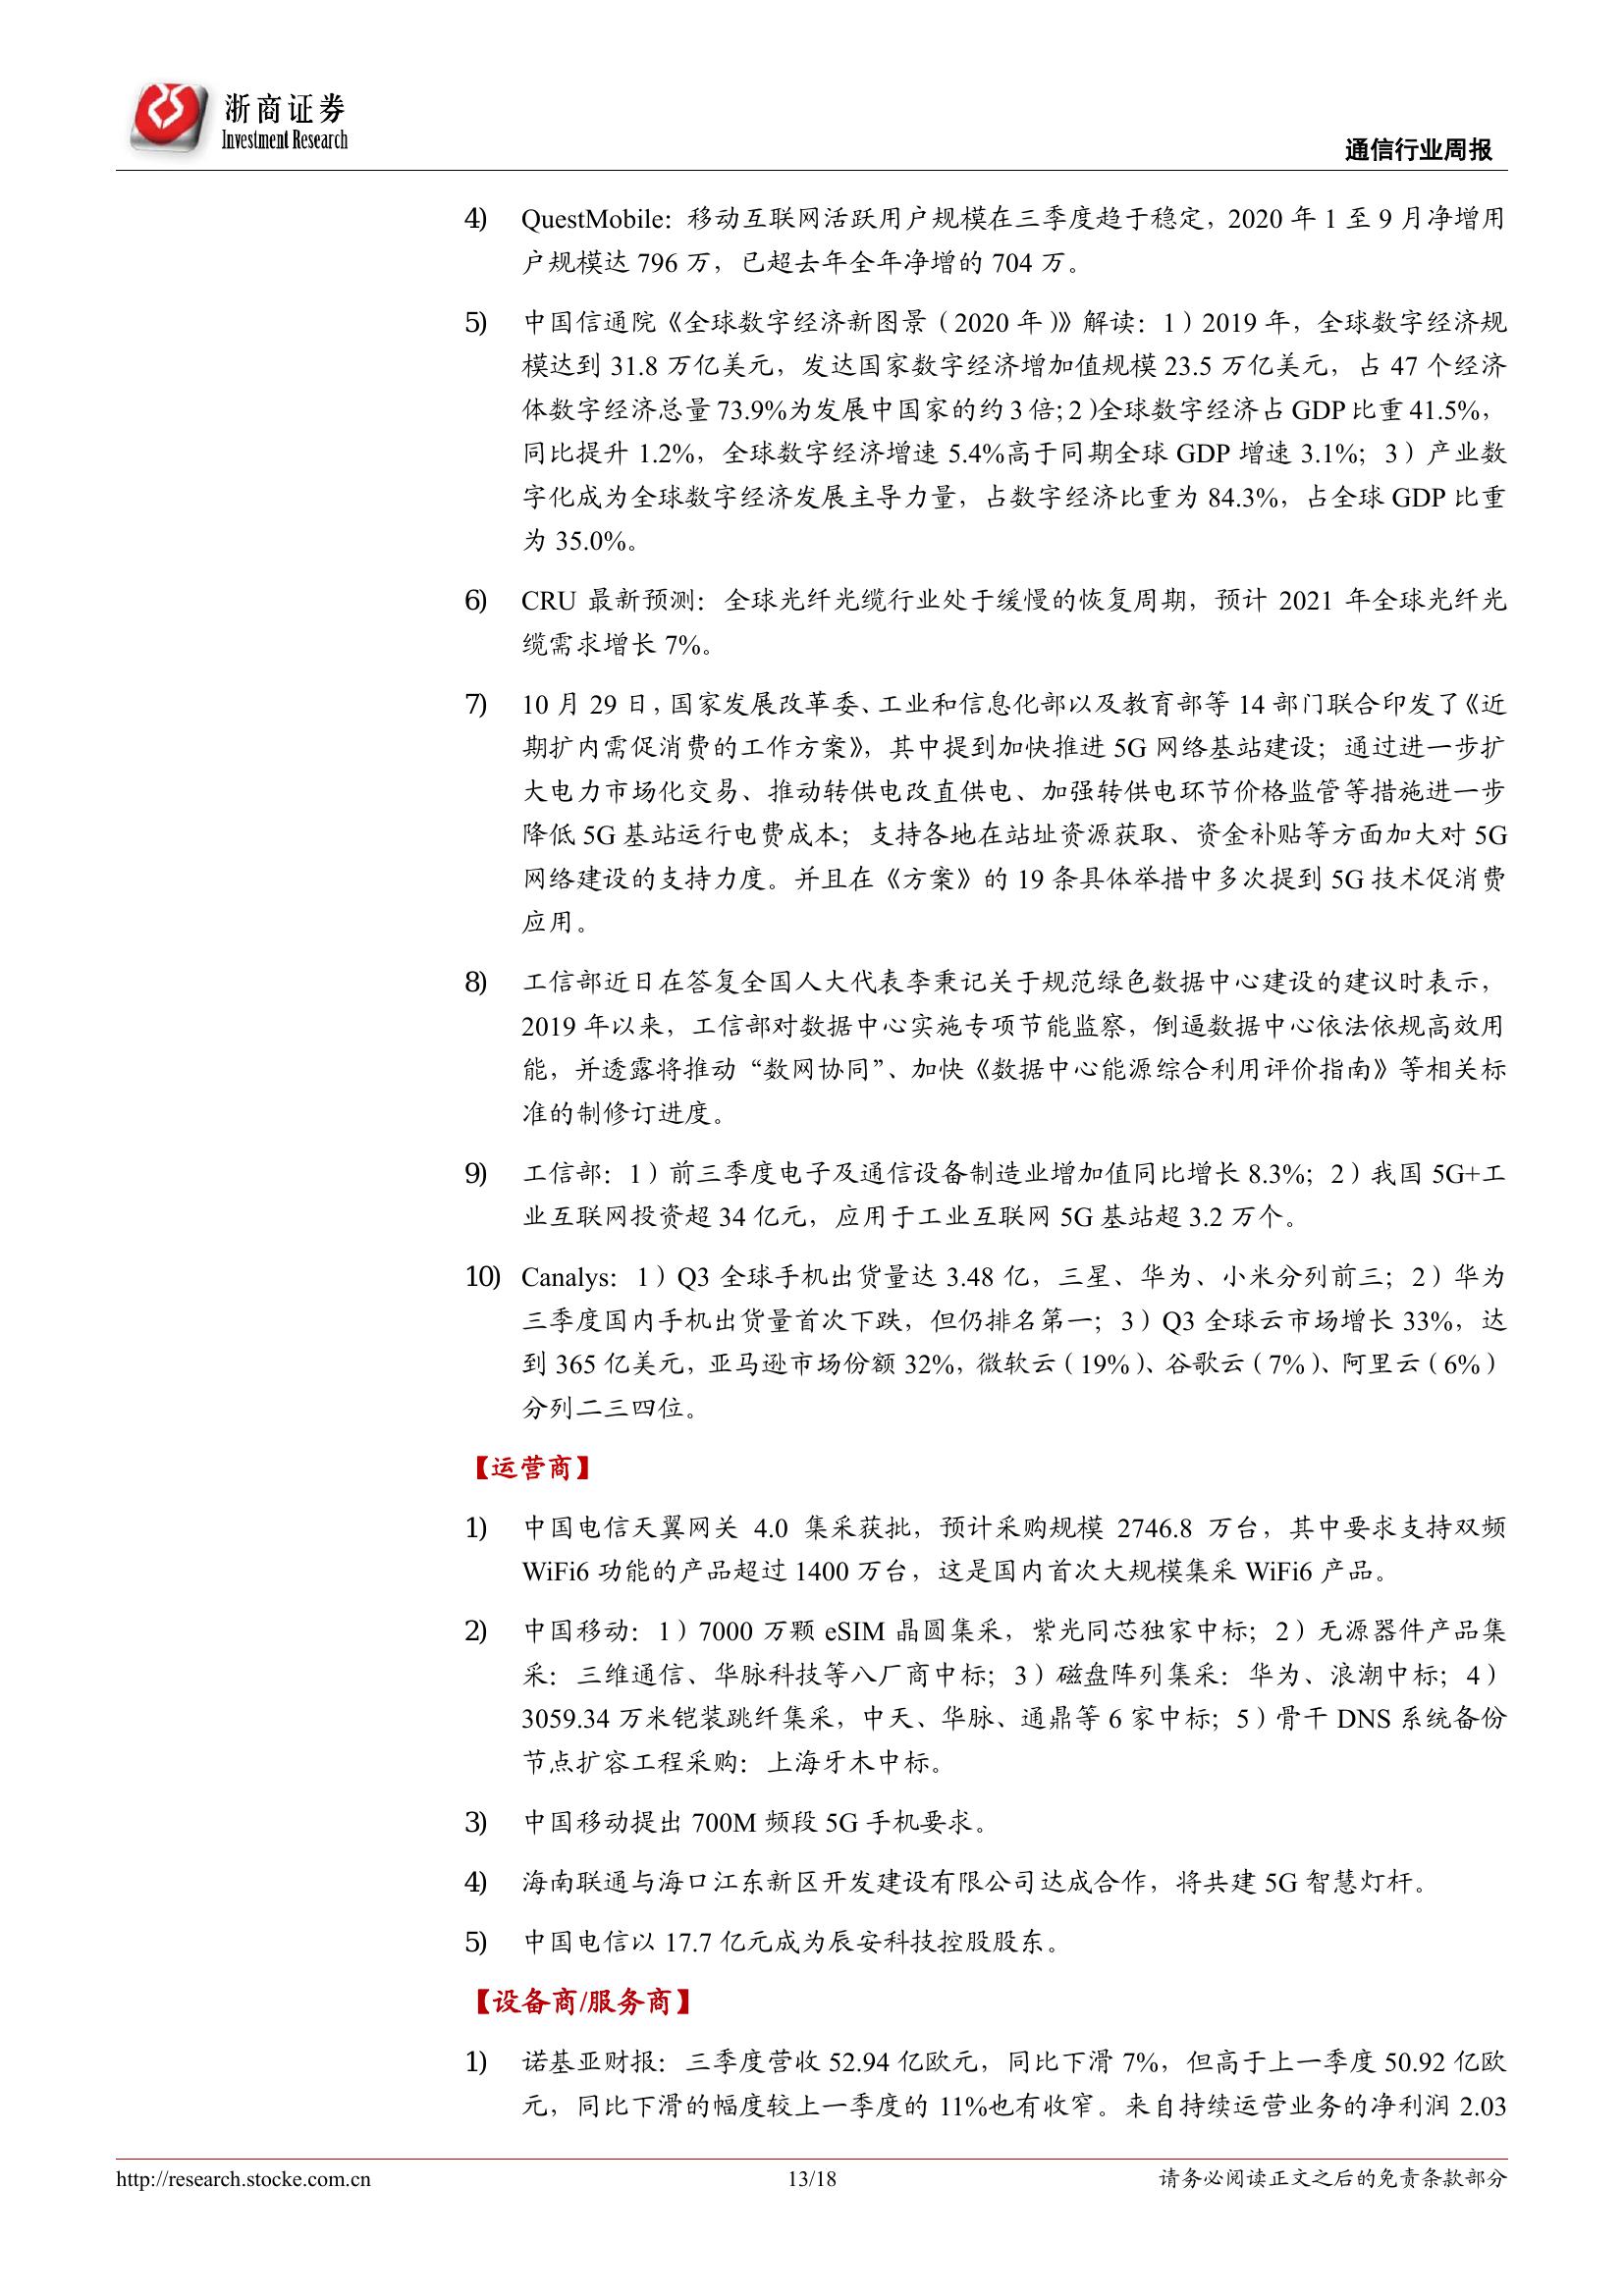 浙商证券
Investment Research
通信行业周报
4) QuestMobile：移动互联网活跃用户规模在三季度趋于稳定，2020 年 1 至 9 月净增用
户规模达 796 万，已超去年全年净增的 704 万。
5) 中国信通院《全球数字经济新图景（2020 年）》解读：1）2019 年，全球数字经济规
模达到 31.8 万亿美元，发达国家数字经济增加值规模 23.5 万亿美元，占 47 个经济
体数字经济总量 73.9%为发展中国家的约 3 倍；2）全球数字经济占 GDP 比重 41.5%，
同比提升 1.2%，全球数字经济增速 5.4%高于同期全球 GDP 增速 3.1%；3）产业数
字化成为全球数字经济发展主导力量，占数字经济比重为 84.3%，占全球 GDP 比重
为 35.0%。
6) CRU 最新预测：全球光纤光缆行业处于缓慢的恢复周期，预计 2021 年全球光纤光
缆需求增长 7%。
7) 10 月 29 日，国家发展改革委、工业和信息化部以及教育部等 14 部门联合印发了《近
期扩内需促消费的工作方案》，其中提到加快推进 5G 网络基站建设；通过进一步扩
大电力市场化交易、推动转供电改直供电、加强转供电环节价格监管等措施进一步
降低 5G 基站运行电费成本；支持各地在站址资源获取、资金补贴等方面加大对 5G
网络建设的支持力度。并且在《方案》的 19 条具体举措中多次提到 5G 技术促消费
应用。
8) 工信部近日在答复全国人大代表李秉记关于规范绿色数据中心建设的建议时表示，
2019 年以来，工信部对数据中心实施专项节能监察，倒逼数据中心依法依规高效用
能，并透露将推动“数网协同”、加快《数据中心能源综合利用评价指南》等相关标
准的制修订进度。
9) 工信部：1）前三季度电子及通信设备制造业增加值同比增长 8.3%；2）我国 5G+工
业互联网投资超 34 亿元，应用于工业互联网 5G 基站超 3.2 万个。
10) Canalys：1）Q3 全球手机出货量达 3.48 亿，三星、华为、小米分列前三；2）华为
三季度国内手机出货量首次下跌，但仍排名第一；3）Q3 全球云市场增长 33%，达
到 365 亿美元，亚马逊市场份额 32%，微软云（19%）、谷歌云（7%）、阿里云（6%）
分列二三四位。
【运营商】
1) 中国电信天翼网关 4.0 集采获批，预计采购规模 2746.8 万台，其中要求支持双频
WiFi6 功能的产品超过 1400 万台，这是国内首次大规模集采 WiFi6 产品。
2) 中国移动：1）7000 万颗 eSIM 晶圆集采，紫光同芯独家中标；2）无源器件产品集
采：三维通信、华脉科技等八厂商中标；3）磁盘阵列集采：华为、浪潮中标；4）
3059.34 万米铠装跳纤集采，中天、华脉、通鼎等 6 家中标；5）骨干 DNS 系统备份
节点扩容工程采购：上海牙木中标。
3) 中国移动提出 700M 频段 5G 手机要求。
4) 海南联通与海口江东新区开发建设有限公司达成合作，将共建 5G 智慧灯杆。
5) 中国电信以 17.7 亿元成为辰安科技控股股东。
【设备商/服务商】
1) 诺基亚财报：三季度营收 52.94 亿欧元，同比下滑 7%，但高于上一季度 50.92 亿欧
元，同比下滑的幅度较上一季度的 11%也有收窄。来自持续运营业务的净利润 2.03
http://research.stocke.com.cn
13/18
请务必阅读正文之后的免责条款部分